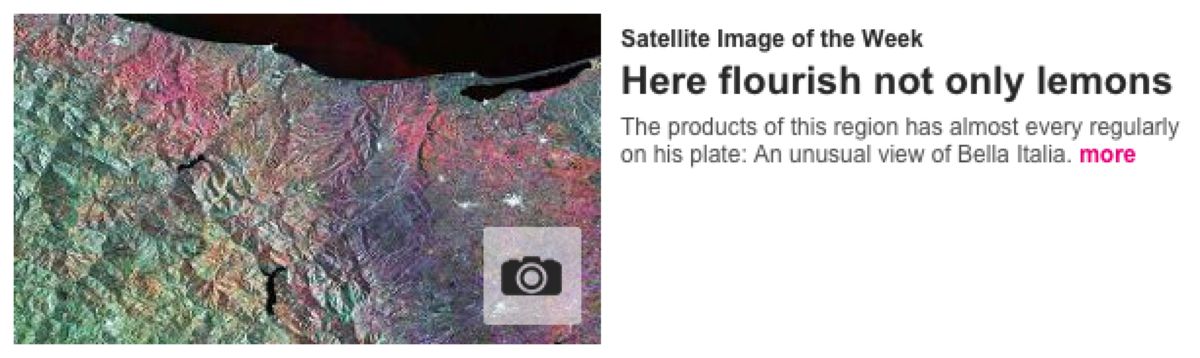 Satellite Image of the Week
Here flourish not only lemons
The products of this region has almost every regularly
on his plate: An unusual view of Bella Italia. more